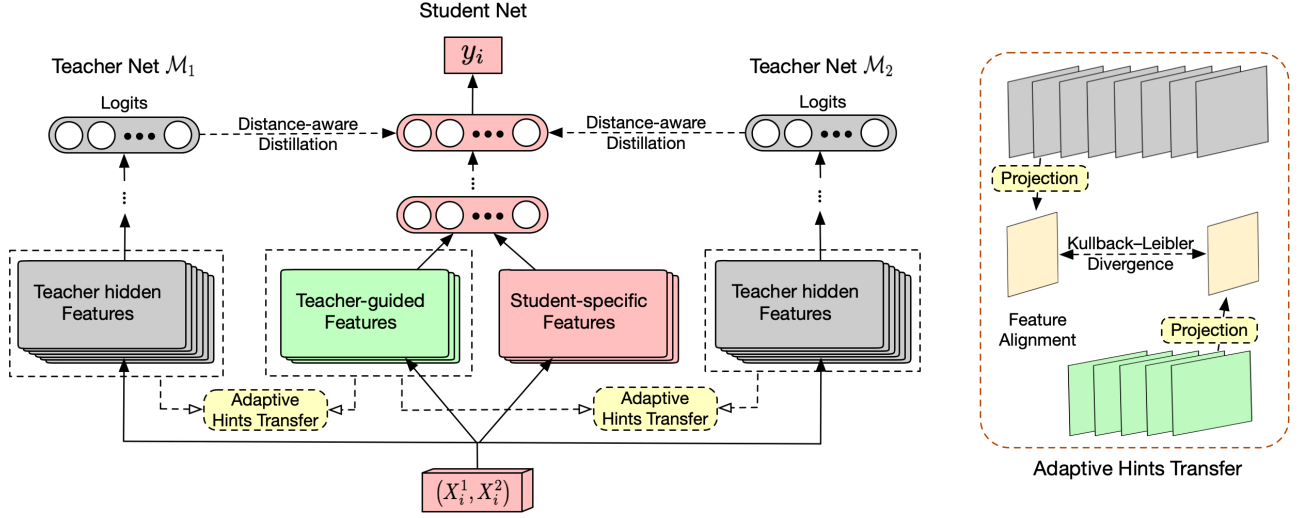 Student Net
y_i
Teacher Net M_1
Teacher Net M_2
Logits
Logits
•••
•••
•••
Distance-aware
Distillation
Distance-aware
Distillation
...
...
...
•••
Teacher hidden
Features
Teacher-guided
Features
Student-specific
Features
Teacher hidden
Features
Adaptive
Hints Transfer
Adaptive
Hints Transfer
(X_i^1, X_i^2)
Projection
Kullback–Leibler
Divergence
Feature
Alignment
Projection
Adaptive Hints Transfer